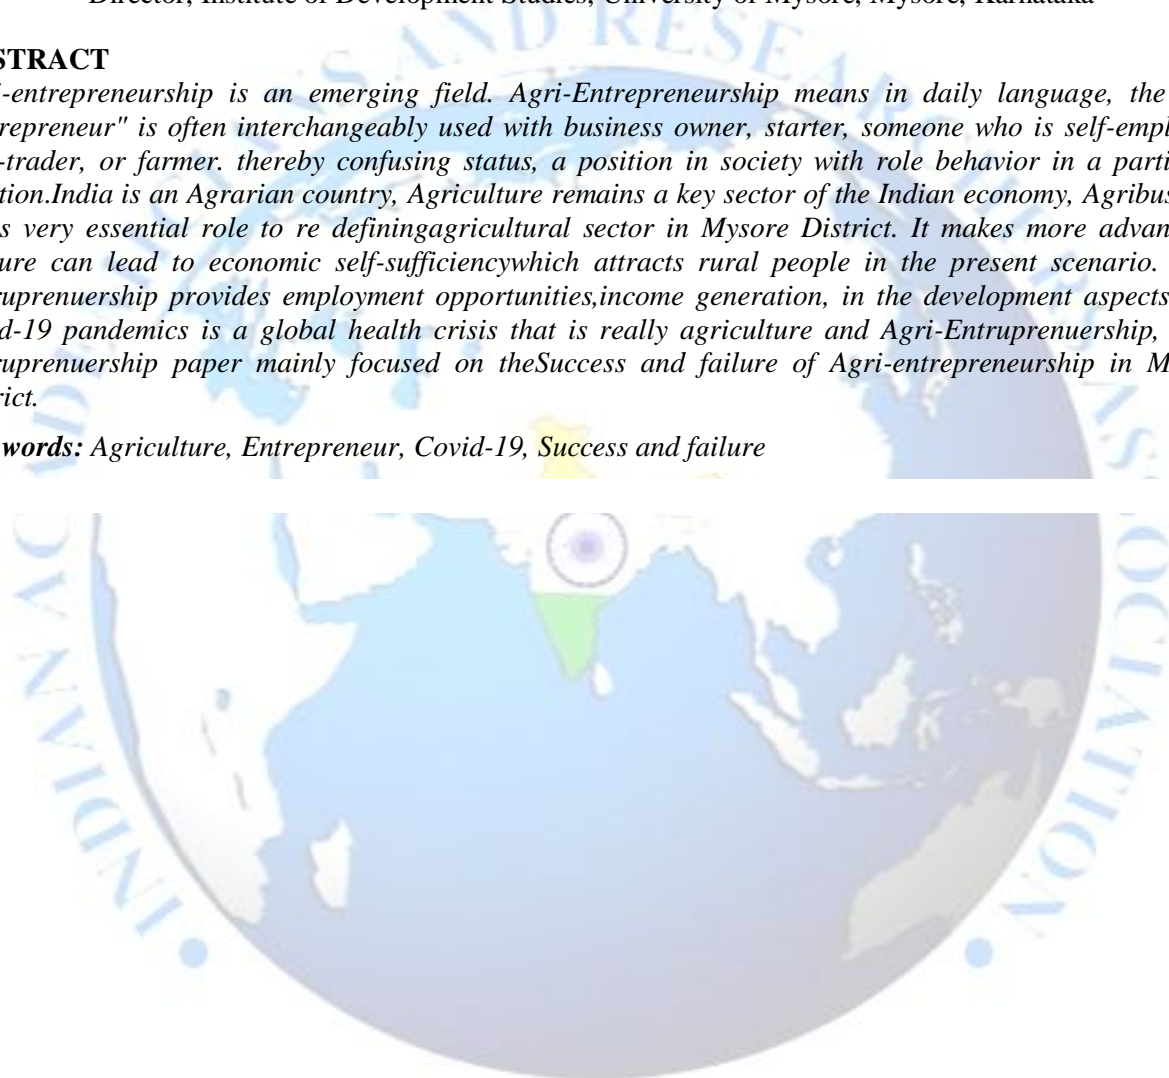 Director, Institute of Development Studies, University of Mysore, Mysore, Karnataka
STRACT
-entrepreneurship is an emerging field. Agri-Entrepreneurship means in daily language, the
repreneur" is often interchangeably used with business owner, starter, someone who is self-empl
-trader, or farmer. thereby confusing status, a position in society with role behavior in a parti
tion.India is an Agrarian country, Agriculture remains a key sector of the Indian economy, Agribus
s very essential role to re definingagricultural sector in Mysore District. It makes more advan
ure can lead to economic self-sufficiencywhich attracts rural people in the present scenario.
ruprenuership provides employment opportunities,income generation, in the development aspects
d-19 pandemics is a global health crisis that is really agriculture and Agri-Entruprenuership,
ruprenuership paper mainly focused on theSuccess and failure of Agri-entrepreneurship in M
rict.
words: Agriculture, Entrepreneur, Covid-19, Success and failure
INDIAN ACAD S AND RESEARCHERS ASSOCIATION